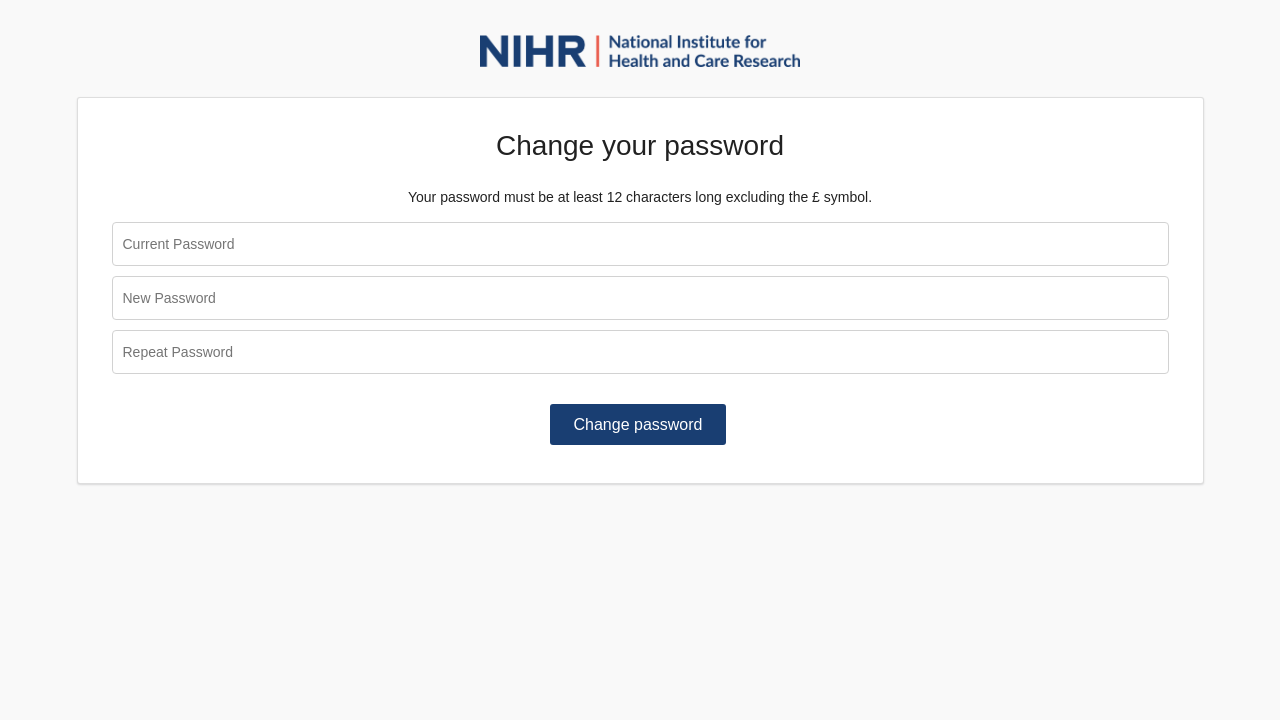 NIHR | National Institute for
Health and Care Research
Change your password
Your password must be at least 12 characters long excluding the £ symbol.
Current Password
New Password
Repeat Password
Change password